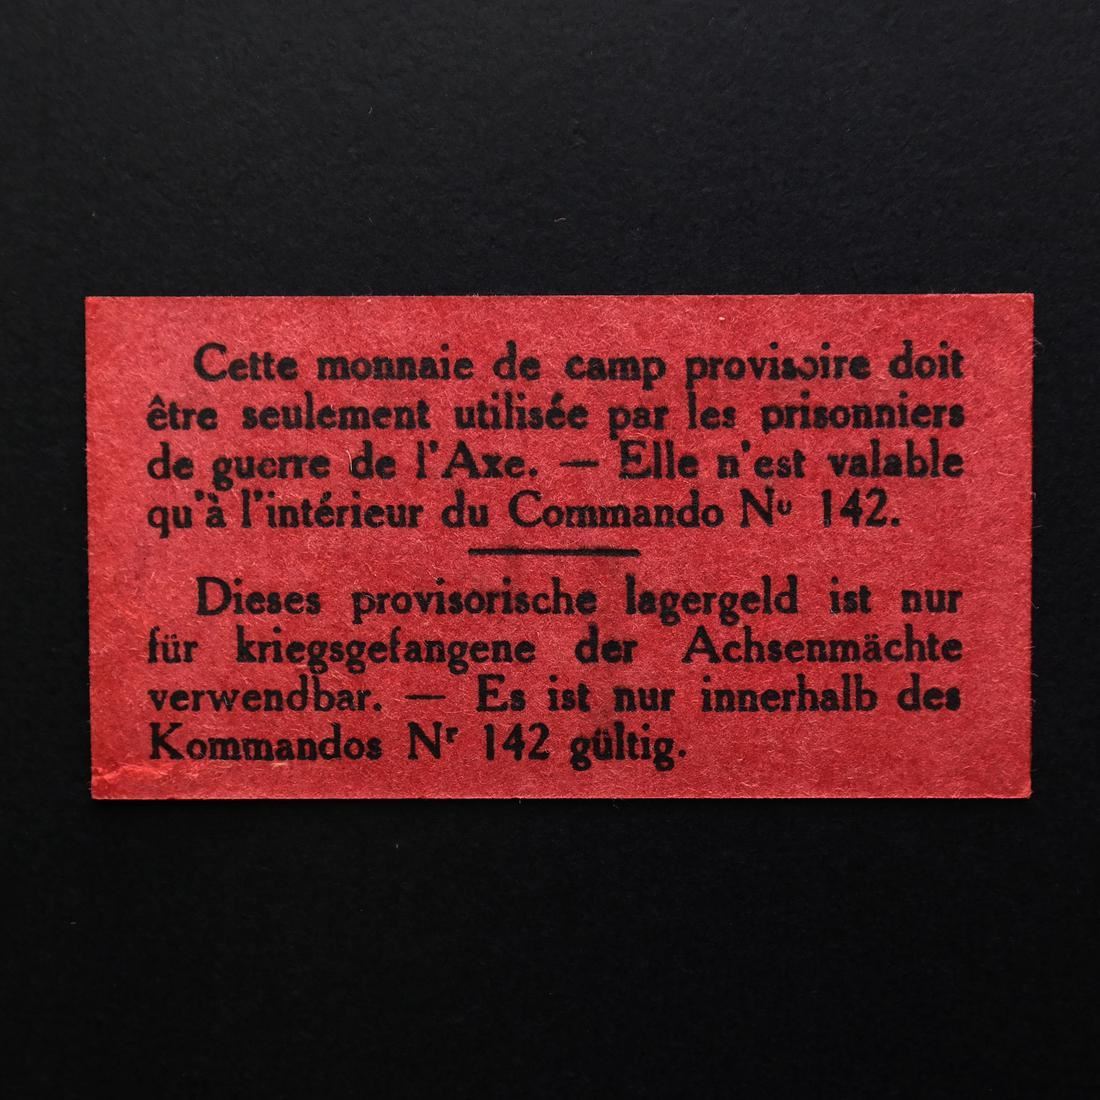 Cette monnaie de camp provisoire doit
être seulement utilisée par les prisonniers
de guerre de l'Axe. — Elle n'est valable
qu'à l'intérieur du Commando Nº 142.
Dieses provisorische lagergeld ist nur
für kriegsgefangene der Achsenmächte
verwendbar. — Es ist nur innerhalb des
Kommandos Nʳ 142 gültig.